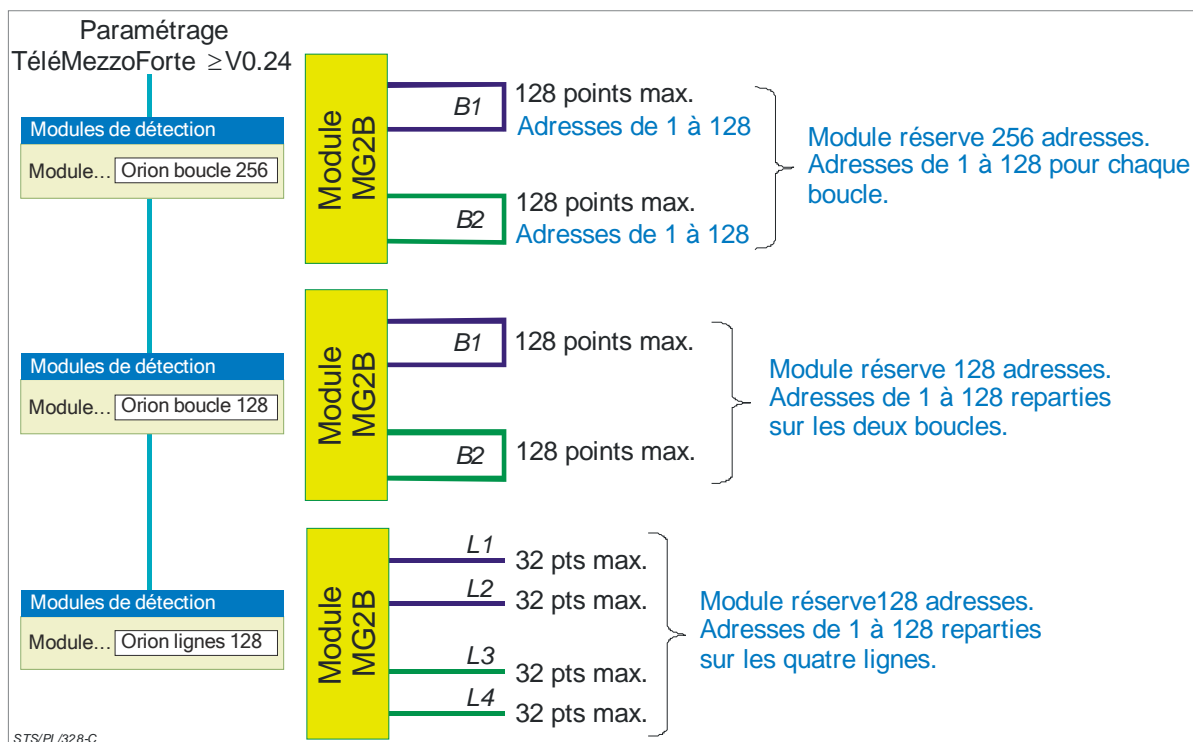 Paramétrage
TéléMezzoForte ≥V0.24
Modules de détection
Module... Orion boucle 256
Module
MG2B
B1
128 points max.
Adresses de 1 à 128
B2
128 points max.
Adresses de 1 à 128
Module réserve 256 adresses.
Adresses de 1 à 128 pour chaque
boucle.
Modules de détection
Module... Orion boucle 128
Module
MG2B
B1
128 points max.
B2
128 points max.
Module réserve 128 adresses.
Adresses de 1 à 128 reparties
sur les deux boucles.
Modules de détection
Module... Orion lignes 128
Module
MG2B
L1
32 pts max.
L2
32 pts max.
L3
32 pts max.
L4
32 pts max.
Module réserve128 adresses.
Adresses de 1 à 128 reparties
sur les quatre lignes.
STS/PL/328-C